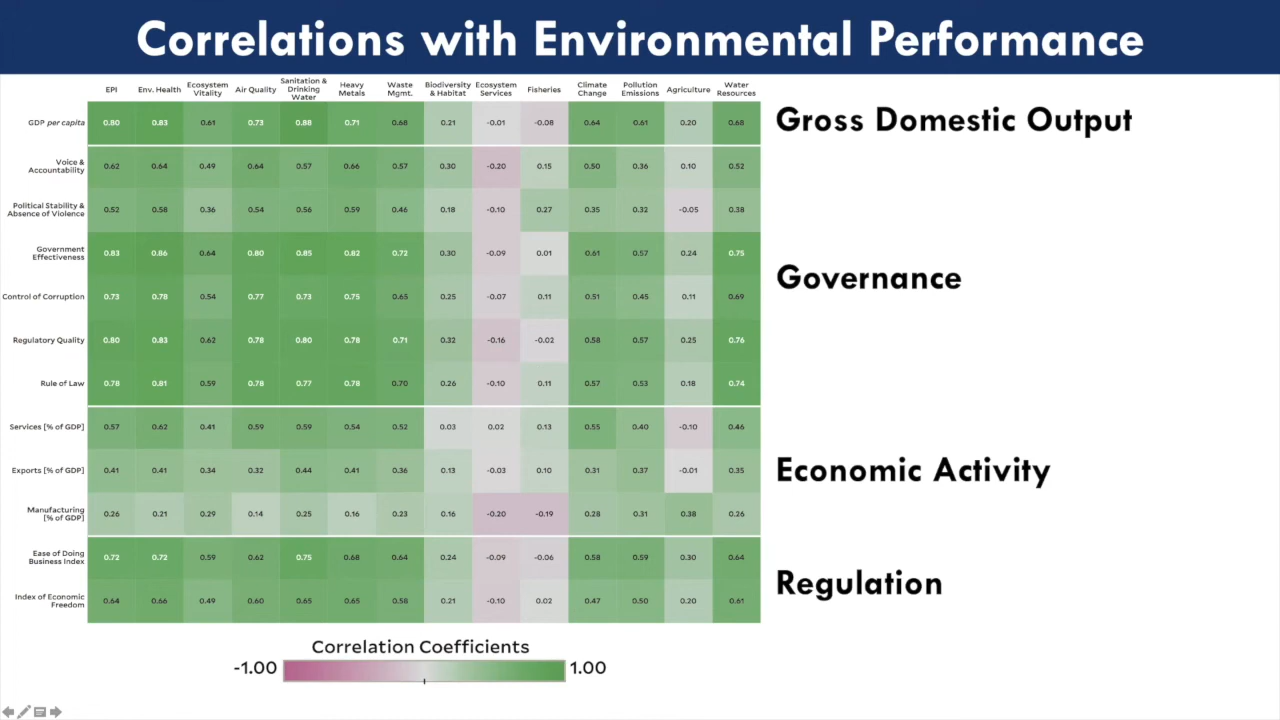 Correlations with Environmental Performance
EPI Env. Health Ecosystem Vitality Air Quality Sanitation & Drinking Water Heavy Metals Waste Mgmt. Biodiversity & Habitat Ecosystem Services Fisheries Climate Change Pollution Emissions Agriculture Water Resources
GDP per capita 0.80 0.83 0.61 0.73 0.88 0.71 0.68 0.21 -0.01 -0.08 0.64 0.61 0.20 0.68
Gross Domestic Output
Voice & Accountability 0.62 0.64 0.49 0.64 0.57 0.66 0.57 0.30 -0.20 0.15 0.50 0.36 0.10 0.52
Political Stability & Absence of Violence 0.52 0.58 0.36 0.54 0.56 0.59 0.46 0.18 -0.10 0.27 0.35 0.32 -0.05 0.38
Government Effectiveness 0.83 0.86 0.64 0.80 0.85 0.82 0.72 0.30 -0.09 0.01 0.61 0.57 0.24 0.75
Governance
Control of Corruption 0.73 0.78 0.54 0.77 0.73 0.75 0.65 0.25 -0.07 0.11 0.51 0.45 0.11 0.69
Regulatory Quality 0.80 0.83 0.62 0.78 0.80 0.78 0.71 0.32 -0.16 -0.02 0.58 0.57 0.25 0.76
Rule of Law 0.78 0.81 0.59 0.78 0.77 0.78 0.70 0.26 -0.10 0.11 0.57 0.53 0.18 0.74
Services [% of GDP] 0.57 0.62 0.41 0.59 0.59 0.54 0.52 0.03 0.02 0.13 0.55 0.40 -0.10 0.46
Exports [% of GDP] 0.41 0.41 0.34 0.32 0.44 0.41 0.36 0.13 -0.03 0.10 0.31 0.37 -0.01 0.35
Economic Activity
Manufacturing [% of GDP] 0.26 0.21 0.29 0.14 0.25 0.16 0.23 0.16 -0.20 -0.19 0.28 0.31 0.38 0.26
Ease of Doing Business Index 0.72 0.72 0.59 0.62 0.75 0.68 0.64 0.24 -0.09 -0.06 0.58 0.59 0.30 0.64
Regulation
Index of Economic Freedom 0.64 0.66 0.49 0.60 0.65 0.65 0.58 0.21 -0.10 0.02 0.47 0.50 0.20 0.61
Correlation Coefficients
-1.00 1.00